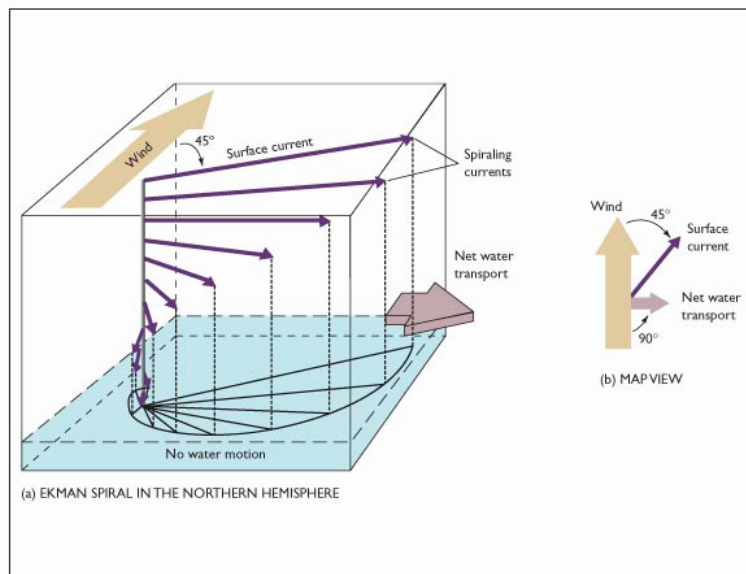 Wind
45°
Surface current
Spiraling
currents
Net water
transport
No water motion
(a) EKMAN SPIRAL IN THE NORTHERN HEMISPHERE
Wind
45°
Surface
current
Net water
transport
90°
(b) MAP VIEW